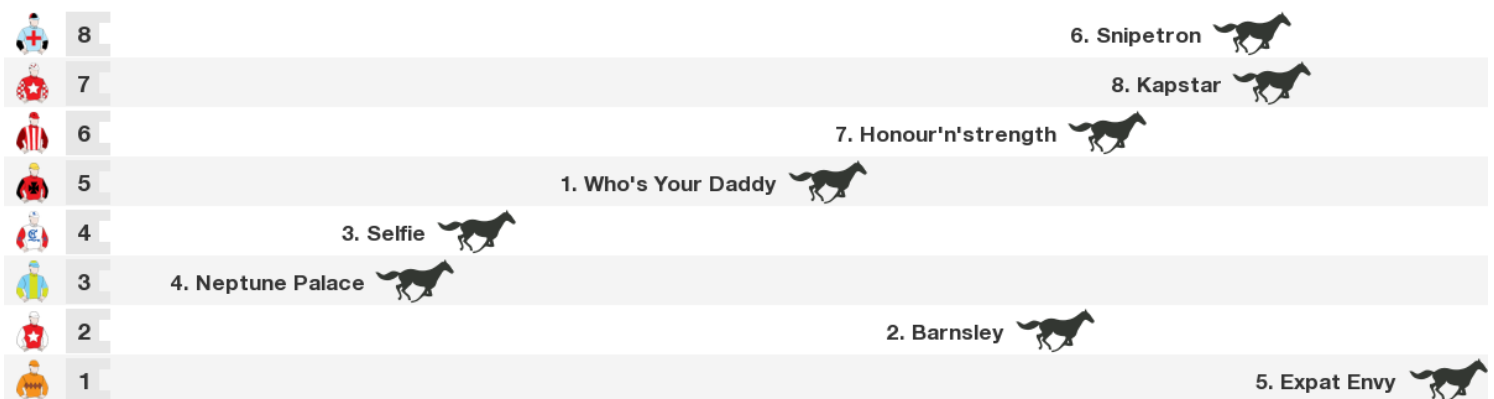 8 6. Snipetron
7 8. Kapstar
6 7. Honour'n'strength
5 1. Who's Your Daddy
4 3. Selfie
3 4. Neptune Palace
2 2. Barnsley
1 5. Expat Envy